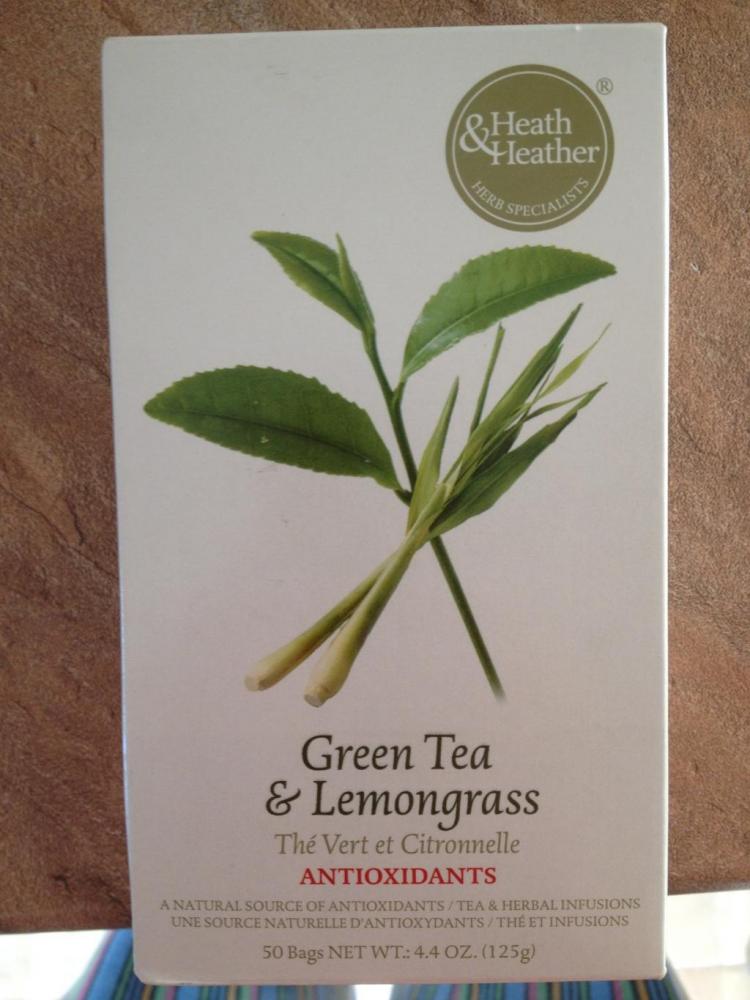 &Heath
Heather
®
HERB SPECIALISTS
Green Tea
& Lemongrass
Thé Vert et Citronnelle
ANTIOXIDANTS
A NATURAL SOURCE OF ANTIOXIDANTS / TEA & HERBAL INFUSIONS
UNE SOURCE NATURELLE D'ANTIOXYDANTS / THÉ ET INFUSIONS
50 Bags NET WT.: 4.4 OZ. (125g)